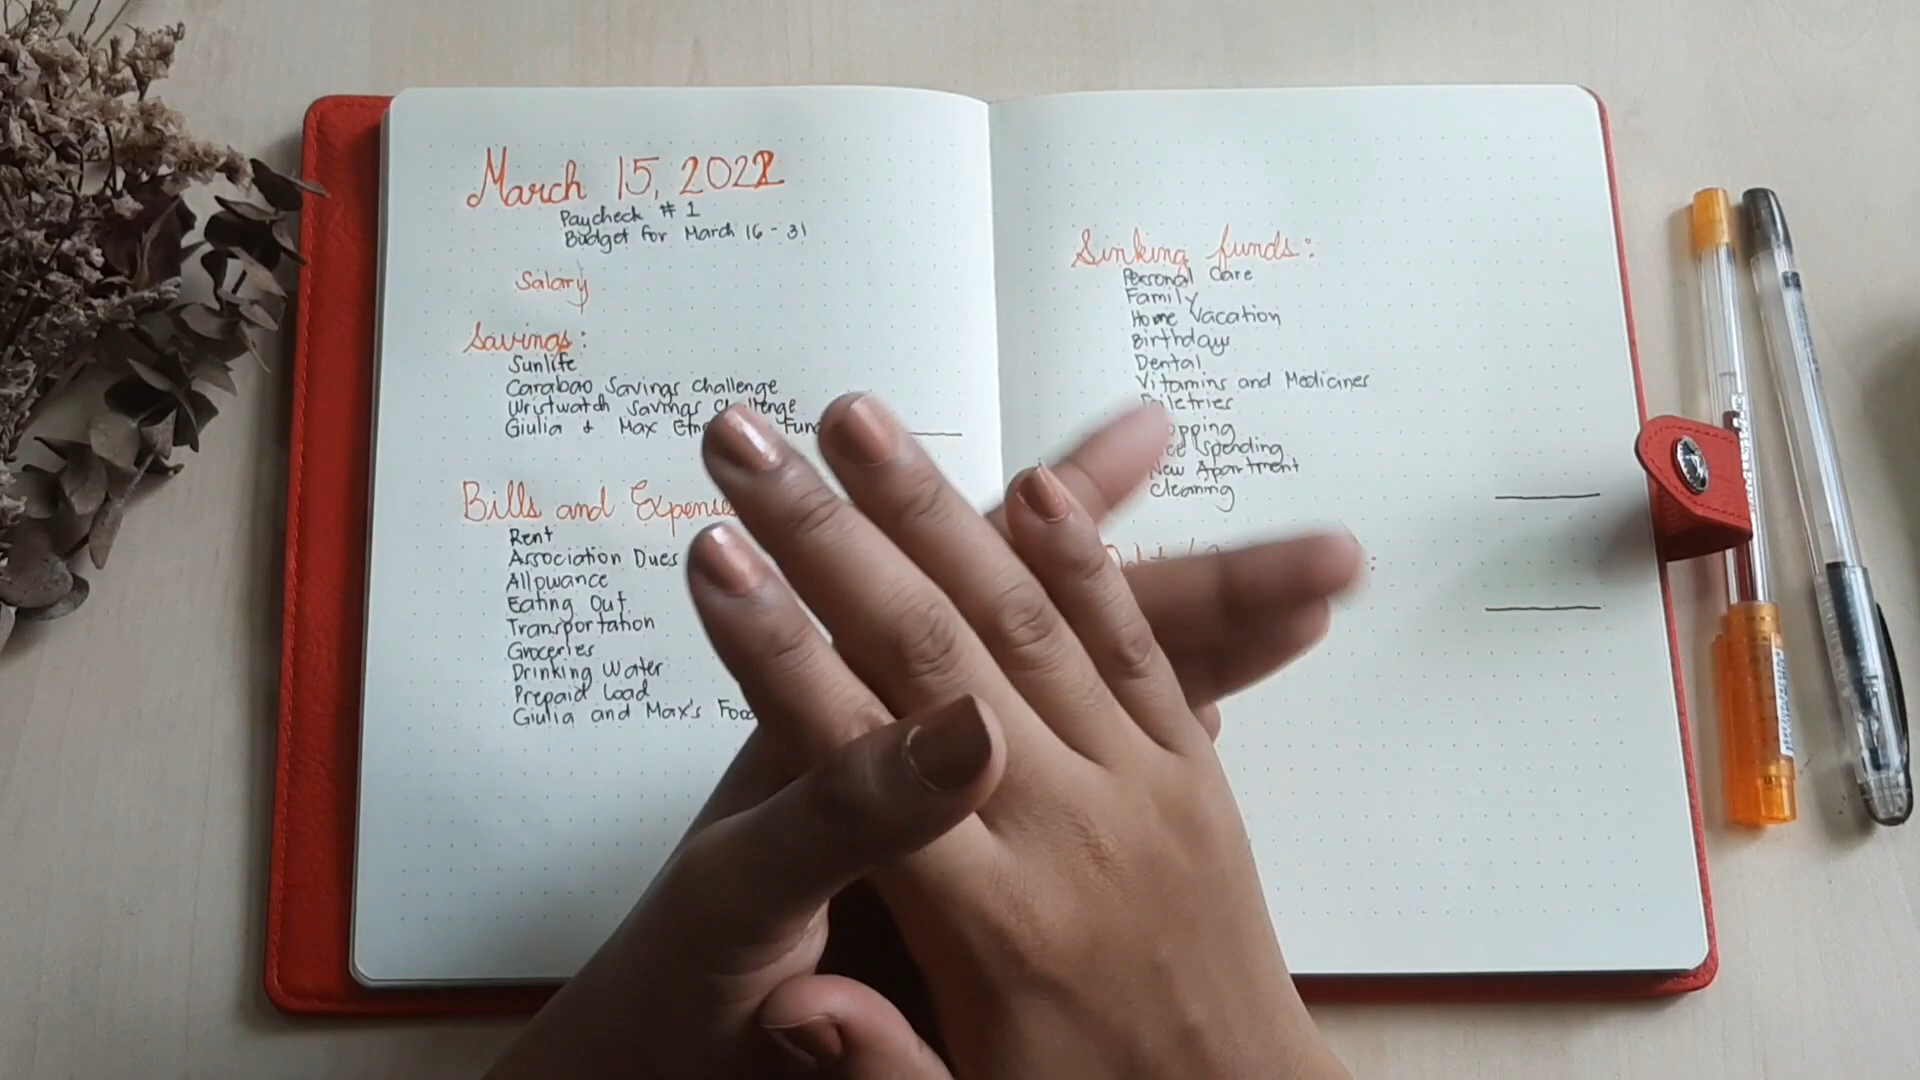 March 15, 2022
Paycheck # 1
Budget for March 16 - 31
Salary
Savings:
Sunlife
Carabao Savings Challenge
Wristwatch Savings Challenge
Giulia & Max
Bills and Expenses
Rent
Association Dues
Allowance
Eating Out
Transportation
Groceries
Drinking Water
Prepaid Load
Giulia and Max's Food
Sinking funds:
Personal Care
Family
Home Vacation
Birthdays
Dental
Vitamins and Medicines
New Apartment
Cleaning